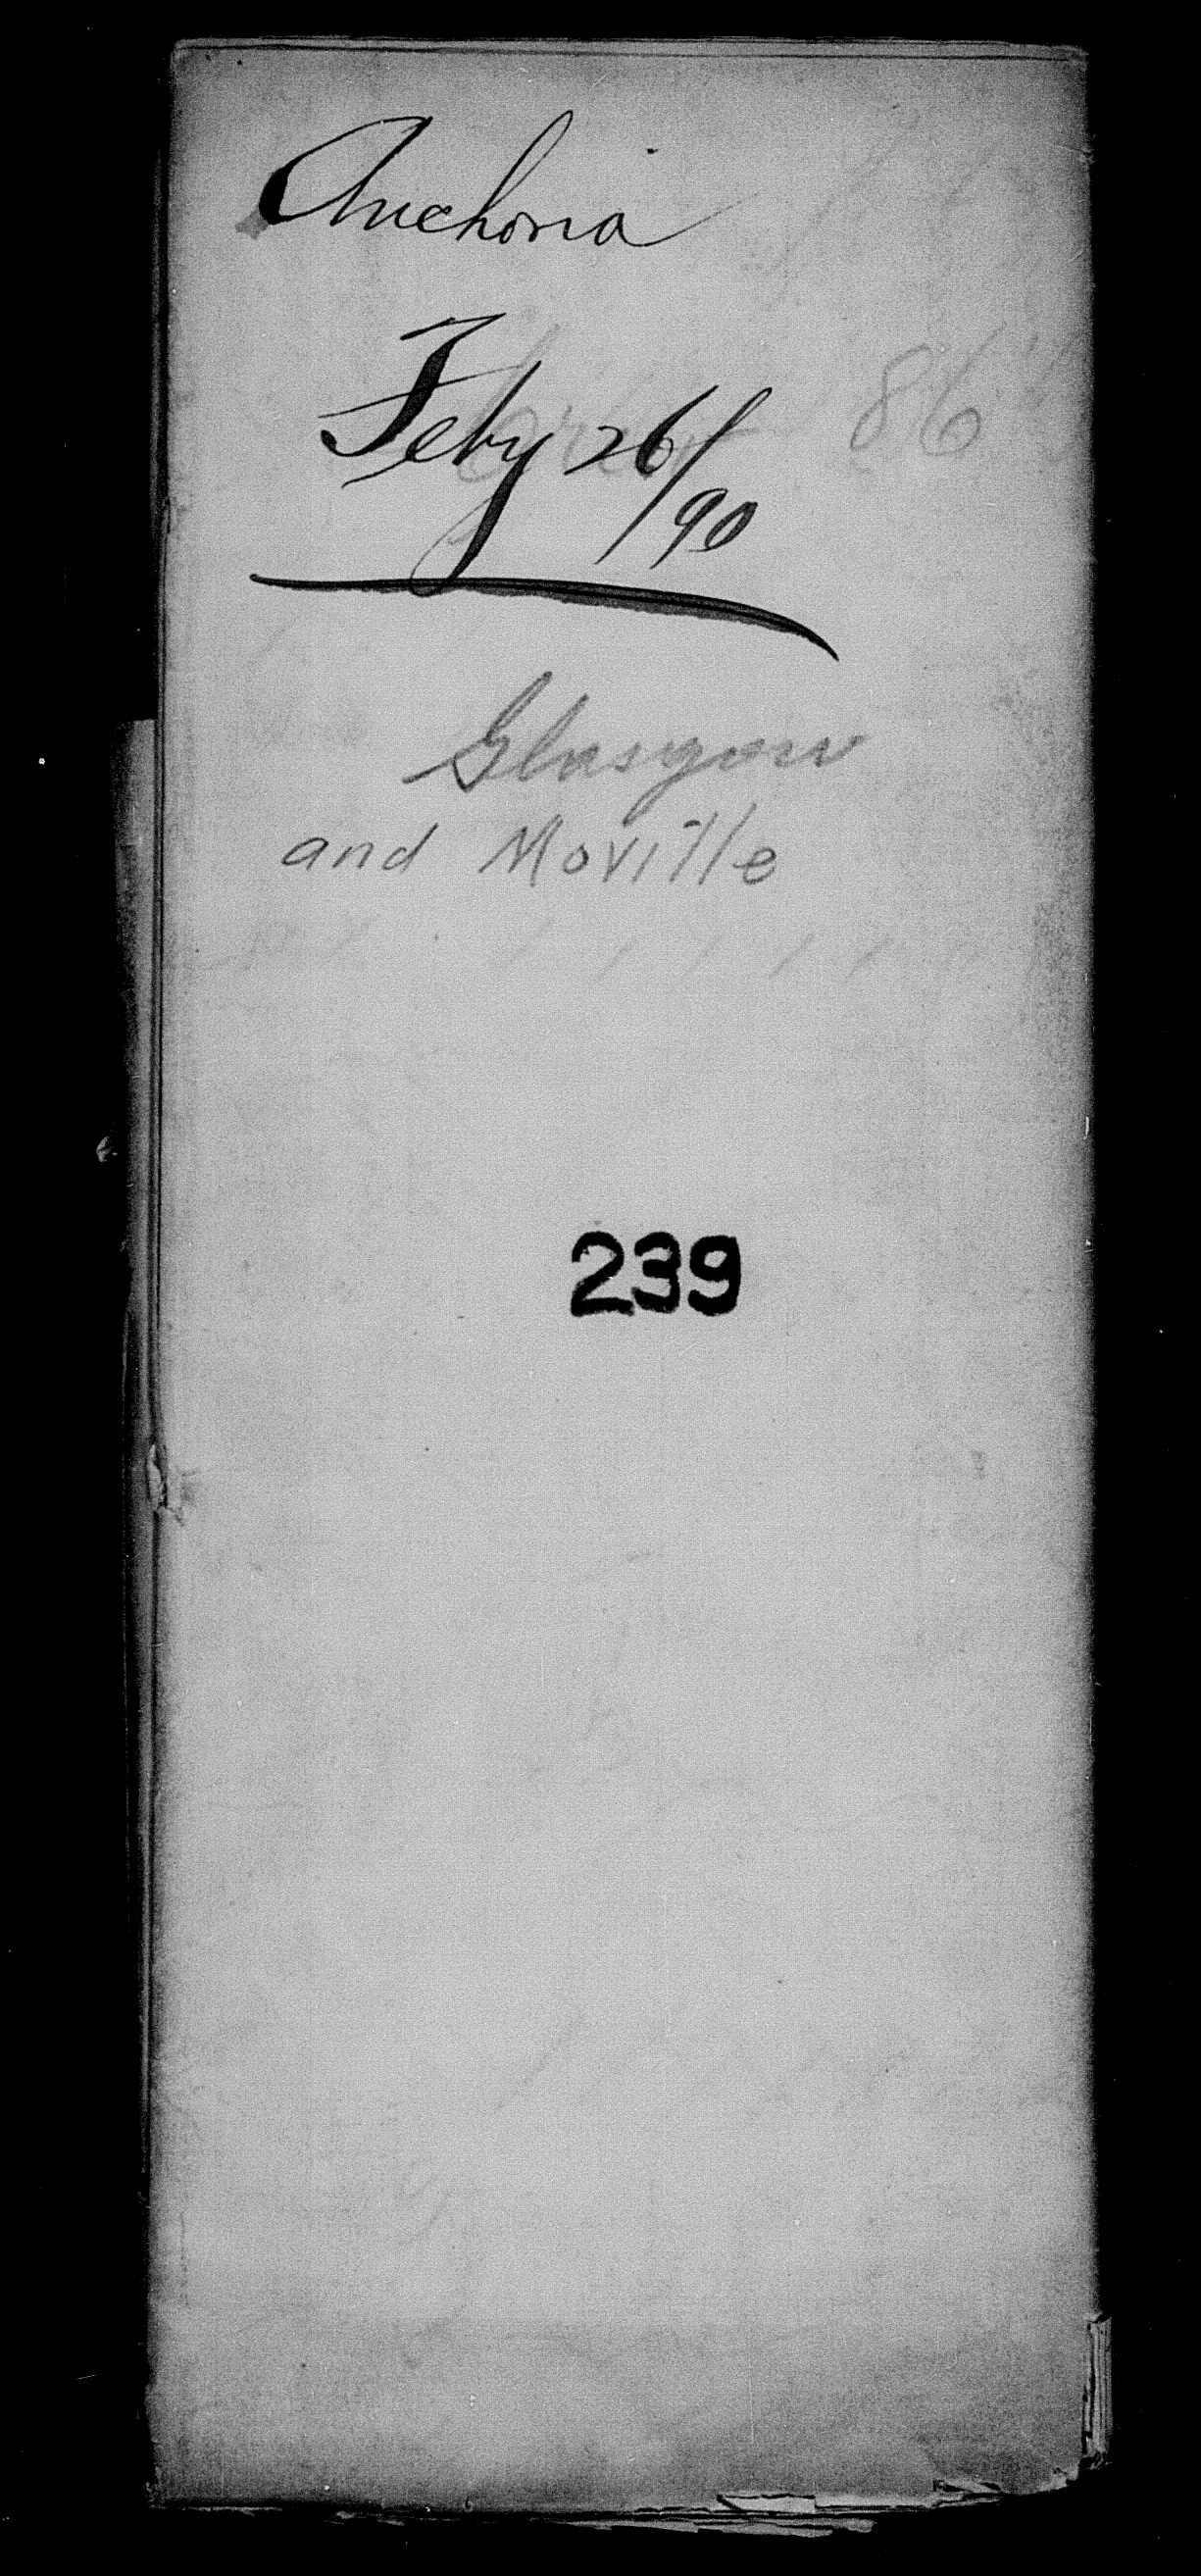 Anchoria
Feby 26/90
86
Glasgow
and Moville
239